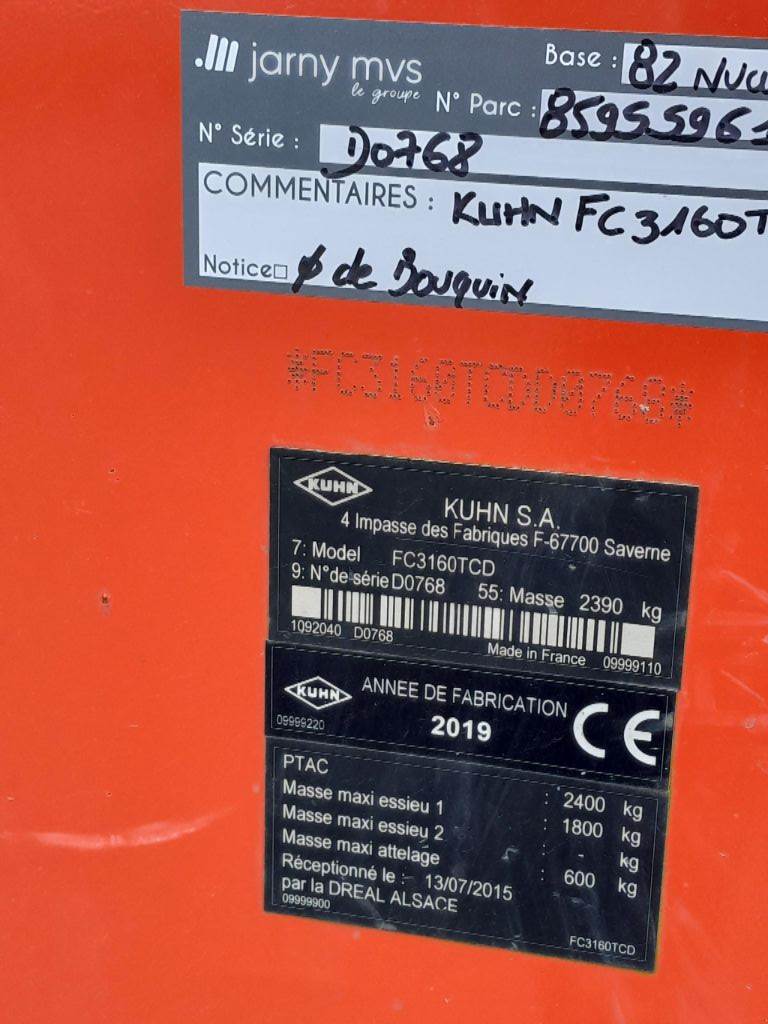 jarny mvs
le groupe
Base : 82
N° Parc : 85955961
N° Série : D0768
COMMENTAIRES : KUHN FC3160T
Notice□ ∅ de Bouquin
*FC3160TCDD0768*
KUHN
KUHN S.A.
4 Impasse des Fabriques F-67700 Saverne
7: Model FC3160TCD
9: N°de série D0768 55: Masse 2390 kg
1092040 D0768
Made in France 09999110
KUHN
ANNEE DE FABRICATION
2019
CE
09999220
PTAC : 2400 kg
Masse maxi essieu 1 : 1800 kg
Masse maxi essieu 2 : - kg
Masse maxi attelage : 600 kg
Réceptionné le : 13/07/2015
par la DREAL ALSACE
09999900
FC3160TCD